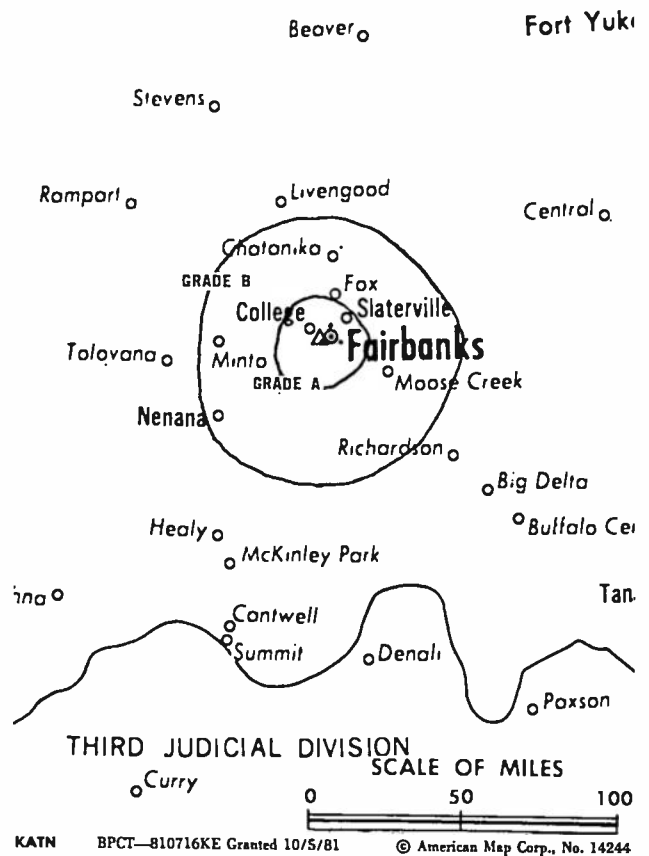 Beaver
Fort Yuk
Stevens
Rampart
Livengood
Central
Chatanika
GRADE B
Fox
College
Slaterville
Fairbanks
Tolovana
Minto
GRADE A
Moose Creek
Nenana
Richardson
Big Delta
Healy
Buffalo Cen
McKinley Park
na
Tan
Cantwell
Summit
Denali
Paxson
THIRD JUDICIAL DIVISION
SCALE OF MILES
Curry
0 50 100
KATN BPCT—810716KE Granted 10/5/81 © American Map Corp., No. 14244